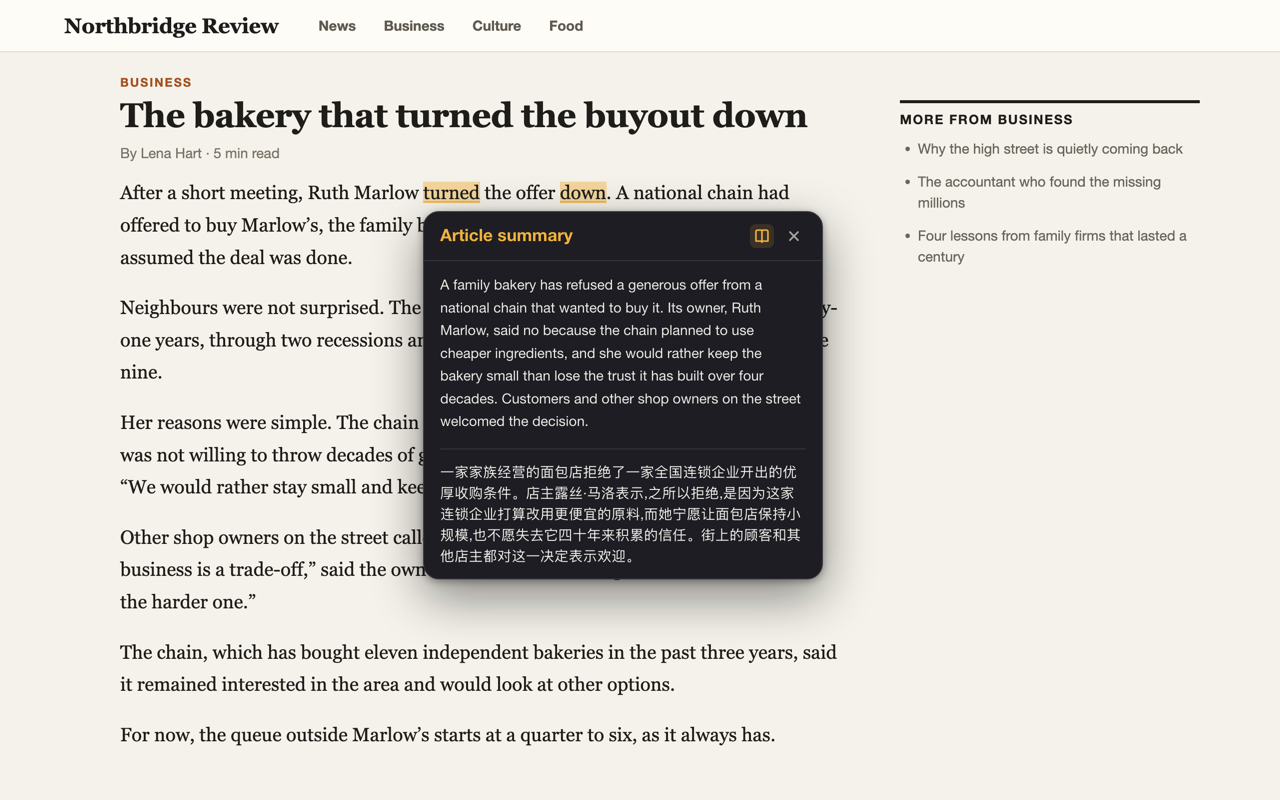 Northbridge Review
News
Business
Culture
Food
BUSINESS
The bakery that turned the buyout down
By Lena Hart · 5 min read
After a short meeting, Ruth Marlow turned the offer down. A national chain had
offered to buy Marlow’s, the family
assumed the deal was done.
Neighbours were not surprised. The
one years, through two recessions
nine.
Her reasons were simple. The chain
was not willing to throw decades of
“We would rather stay small and
Other shop owners on the street
business is a trade-off,” said the
the harder one.”
The chain, which has bought eleven independent bakeries in the past three years, said
it remained interested in the area and would look at other options.
For now, the queue outside Marlow’s starts at a quarter to six, as it always has.
Article summary
A family bakery has refused a generous offer from a
national chain that wanted to buy it. Its owner, Ruth
Marlow, said no because the chain planned to use
cheaper ingredients, and she would rather keep the
bakery small than lose the trust it has built over four
decades. Customers and other shop owners on the street
welcomed the decision.
一家家族经营的面包店拒绝了一家全国连锁企业开出的优
厚收购条件。店主露丝·马洛表示,之所以拒绝,是因为这家
连锁企业打算改用更便宜的原料,而她宁愿让面包店保持小
规模,也不愿失去它四十年来积累的信任。街上的顾客和其
他店主都对这一决定表示欢迎。
MORE FROM BUSINESS
• Why the high street is quietly coming back
• The accountant who found the missing
millions
• Four lessons from family firms that lasted a
century